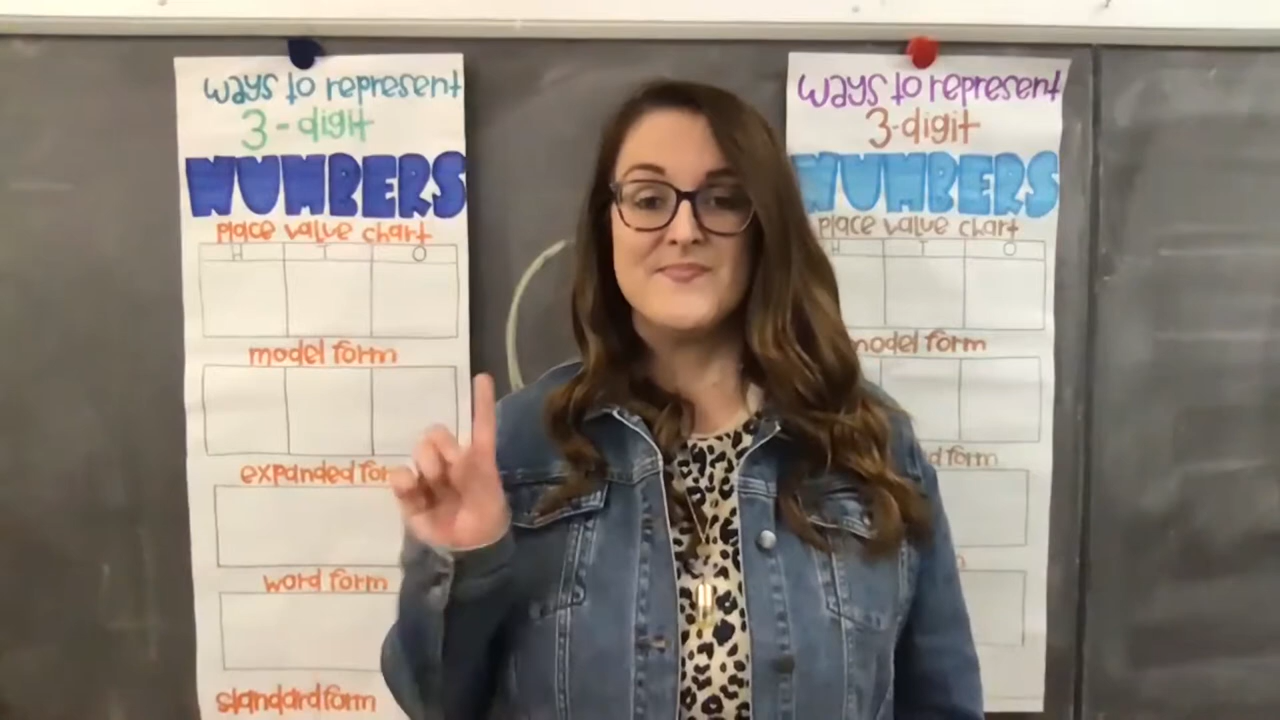 ways to represent
3-digit
NUMBERS
place value chart
H T O
model form
expanded for
word form
standard form
ways to represent
3-digit
NUMBERS
place value chart
H T O
model form
d form